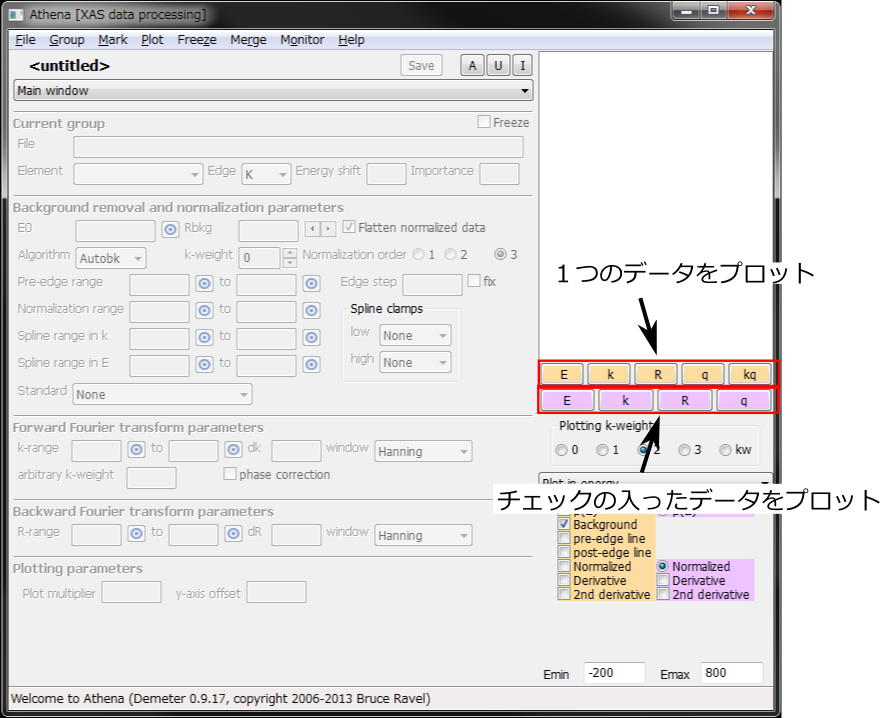 Athena [XAS data processing]
File Group Mark Plot Freeze Merge Monitor Help
<untitled> Save A U I
Main window
Current group Freeze
File
Element Edge K Energy shift Importance
Background removal and normalization parameters
E0 Rbkg Flatten normalized data
Algorithm Autobk k-weight 0 Normalization order 1 2 3
Pre-edge range to Edge step fix
Normalization range to Spline clamps
Spline range in k to low None
Spline range in E to high None
Standard None
Forward Fourier transform parameters
k-range to dk window Hanning
arbitrary k-weight phase correction
Backward Fourier transform parameters
R-range to dR window Hanning
Plotting parameters
Plot multiplier y-axis offset
１つのデータをプロット
E k R q kq
E k R q
Plotting k-weight
0 1 2 3 kw
Plot in energy
チェックの入ったデータをプロット
Background
pre-edge line
post-edge line
Normalized Normalized
Derivative Derivative
2nd derivative 2nd derivative
Emin -200 Emax 800
Welcome to Athena (Demeter 0.9.17, copyright 2006-2013 Bruce Ravel)